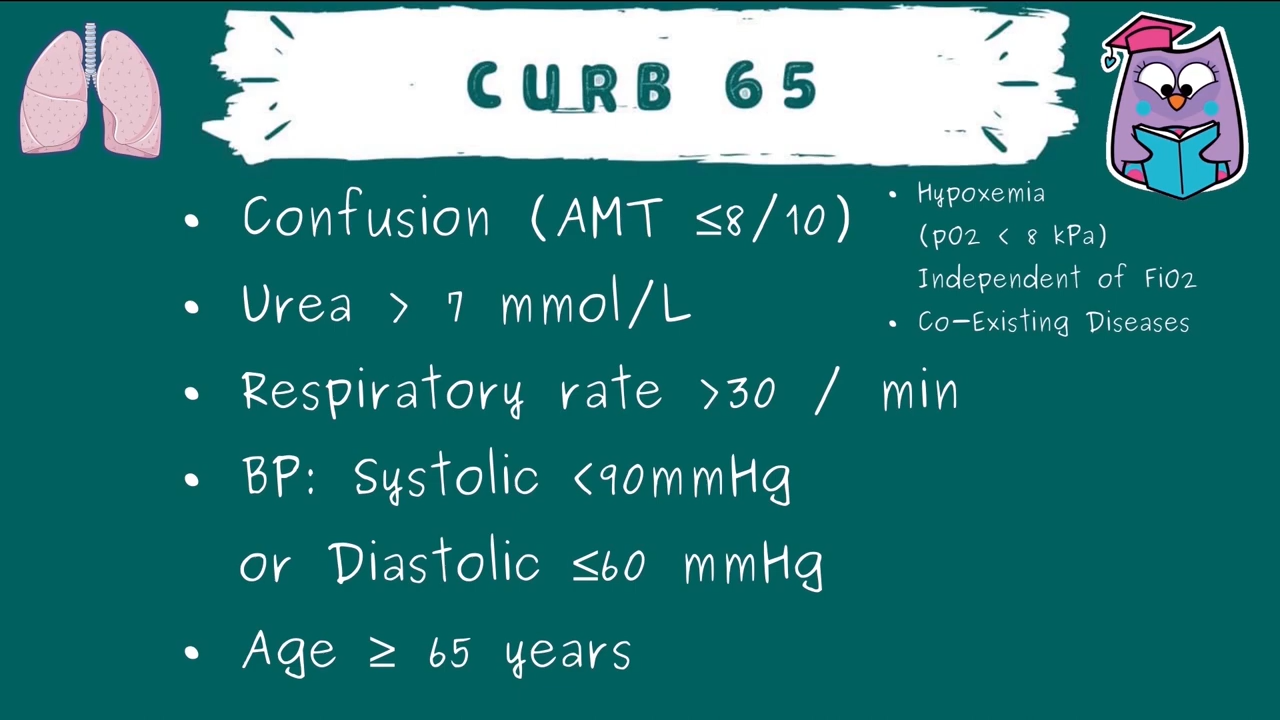 CURB 65
• Confusion (AMT ≤8/10)
• Urea > 7 mmol/L
• Respiratory rate >30 / min
• BP: Systolic <90mmHg
or Diastolic ≤60 mmHg
• Age ≥ 65 years
• Hypoxemia
(pO2 < 8 kPa)
Independent of FiO2
• Co-Existing Diseases